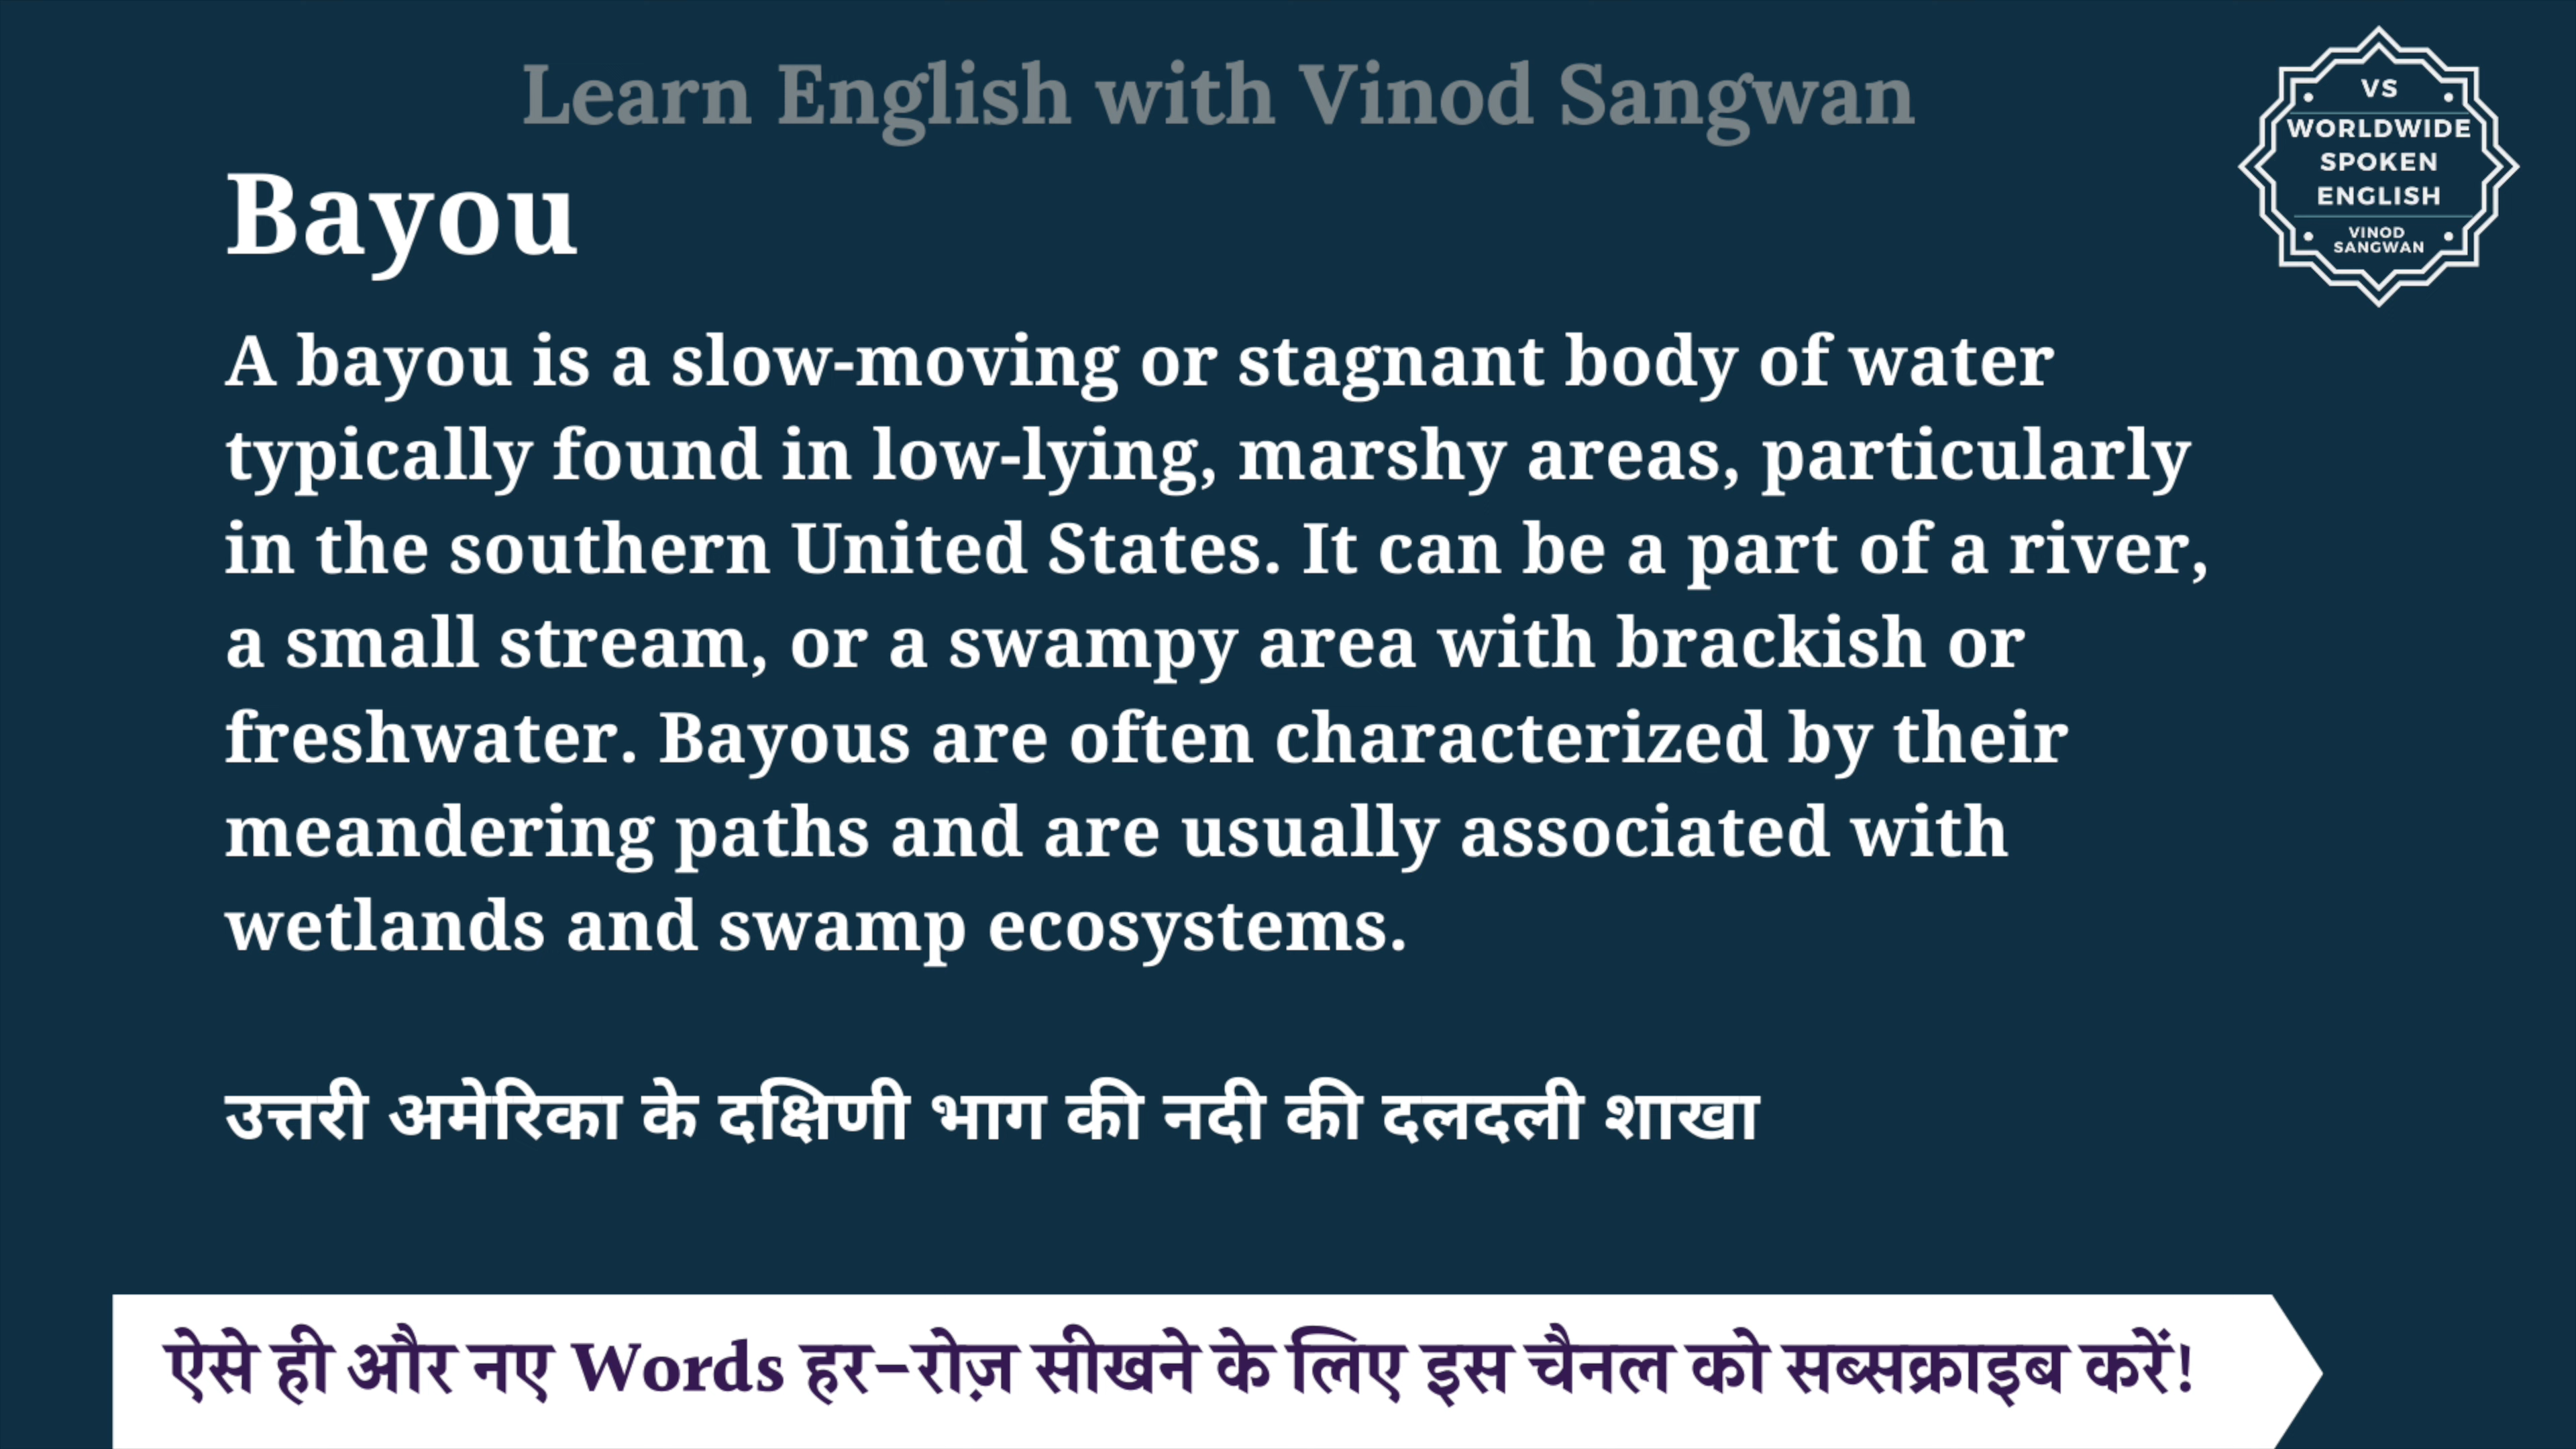 Learn English with Vinod Sangwan
VS
WORLDWIDE
SPOKEN
ENGLISH
VINOD
SANGWAN
Bayou
A bayou is a slow-moving or stagnant body of water
typically found in low-lying, marshy areas, particularly
in the southern United States. It can be a part of a river,
a small stream, or a swampy area with brackish or
freshwater. Bayous are often characterized by their
meandering paths and are usually associated with
wetlands and swamp ecosystems.
उत्तरी अमेरिका के दक्षिणी भाग की नदी की दलदली शाखा
ऐसे ही और नए Words हर-रोज़ सीखने के लिए इस चैनल को सब्सक्राइब करें!